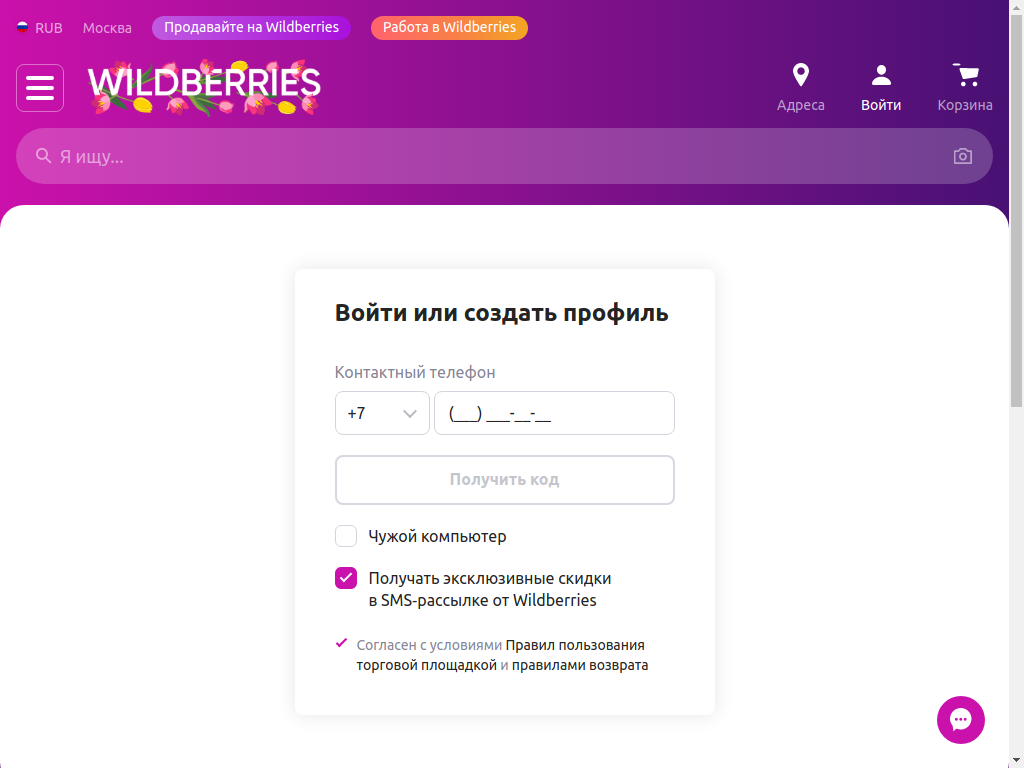 RUB Москва Продавайте на Wildberries Работа в Wildberries
WILDBERRIES
Адреса Войти Корзина
Я ищу...
Войти или создать профиль
Контактный телефон
+7 (___) ___-__-__
Получить код
Чужой компьютер
Получать эксклюзивные скидки
в SMS-рассылке от Wildberries
Согласен с условиями Правил пользования
торговой площадкой и правилами возврата